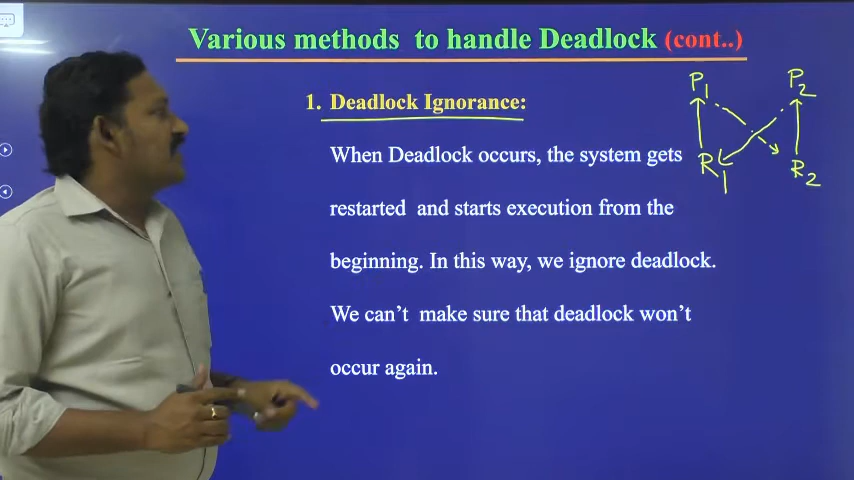 Various methods to handle Deadlock (cont..)
1. Deadlock Ignorance:
When Deadlock occurs, the system gets
restarted and starts execution from the
beginning. In this way, we ignore deadlock.
We can't make sure that deadlock won't
occur again.
P1 P2
R1 R2